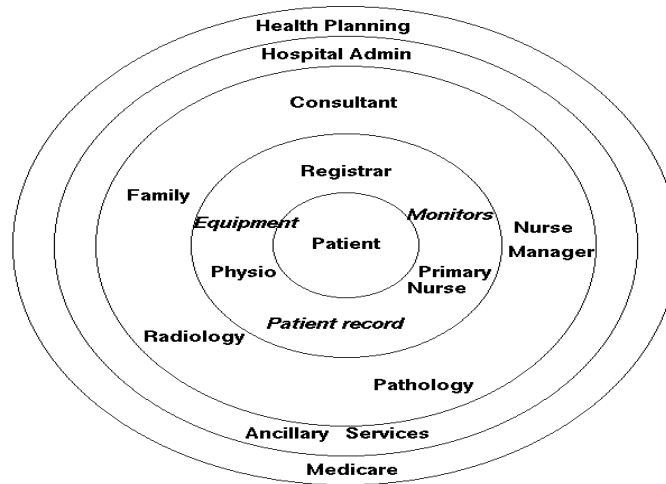 Health Planning
Hospital Admin
Consultant
Registrar
Family
Equipment
Monitors
Nurse
Manager
Patient
Physio
Primary
Nurse
Patient record
Radiology
Pathology
Ancillary Services
Medicare